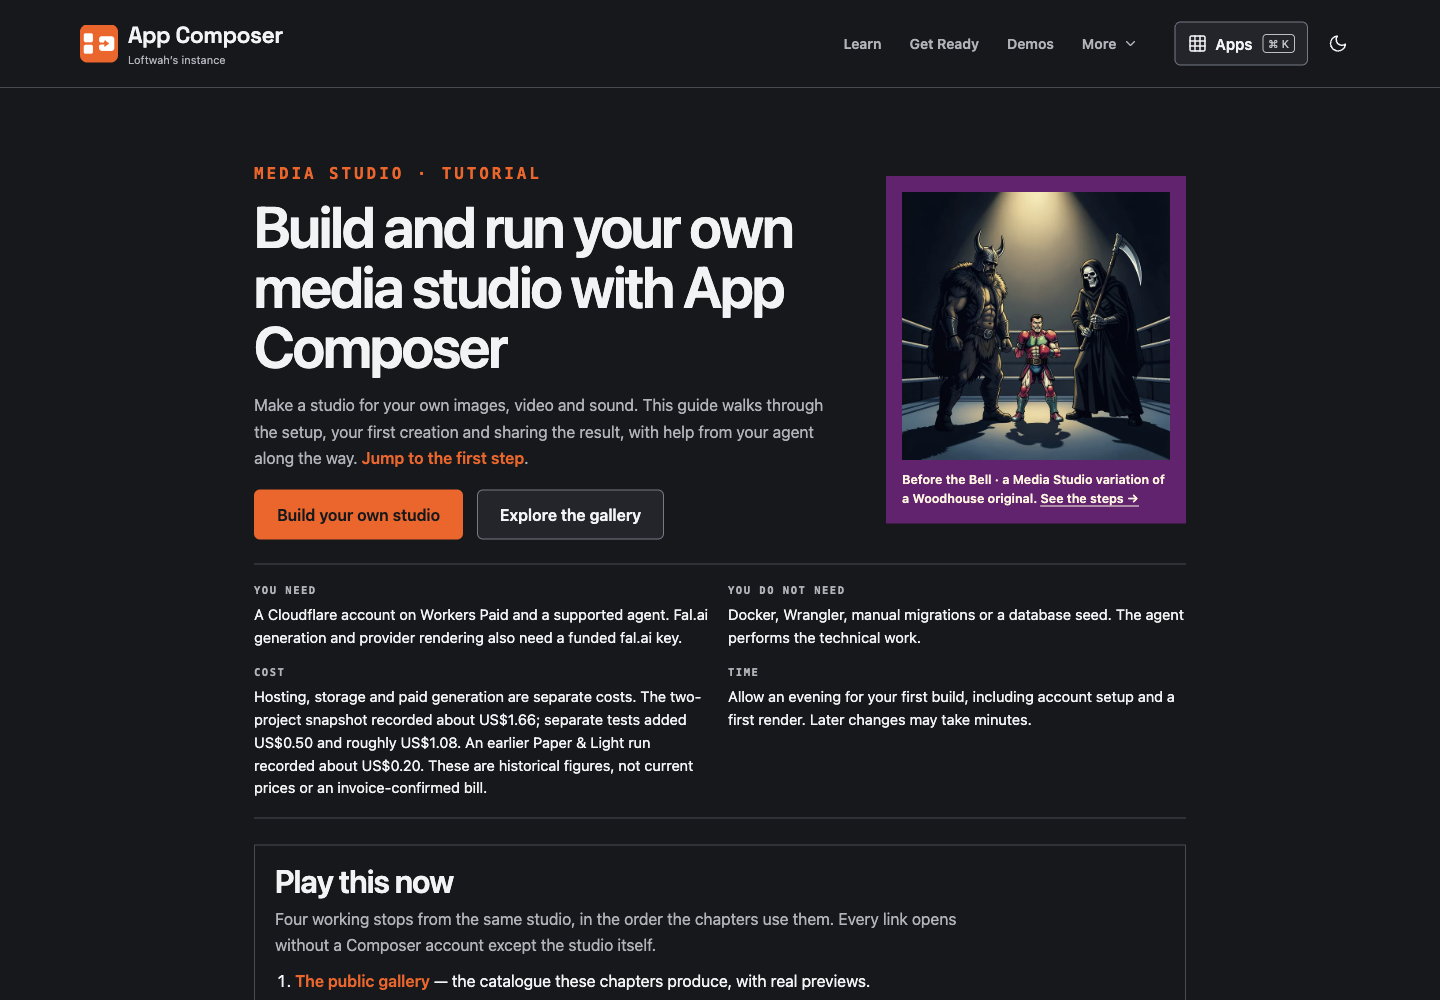 App Composer
Loftwah's instance
Learn
Get Ready
Demos
More
Apps
⌘ K
MEDIA STUDIO · TUTORIAL
Build and run your own
media studio with App
Composer
Make a studio for your own images, video and sound. This guide walks through
the setup, your first creation and sharing the result, with help from your agent
along the way. Jump to the first step.
Build your own studio
Explore the gallery
Before the Bell · a Media Studio variation of
a Woodhouse original. See the steps →
YOU NEED
A Cloudflare account on Workers Paid and a supported agent. Fal.ai
generation and provider rendering also need a funded fal.ai key.
YOU DO NOT NEED
Docker, Wrangler, manual migrations or a database seed. The agent
performs the technical work.
COST
Hosting, storage and paid generation are separate costs. The two-
project snapshot recorded about US$1.66; separate tests added
US$0.50 and roughly US$1.08. An earlier Paper & Light run
recorded about US$0.20. These are historical figures, not current
prices or an invoice-confirmed bill.
TIME
Allow an evening for your first build, including account setup and a
first render. Later changes may take minutes.
Play this now
Four working stops from the same studio, in the order the chapters use them. Every link opens
without a Composer account except the studio itself.
1. The public gallery — the catalogue these chapters produce, with real previews.